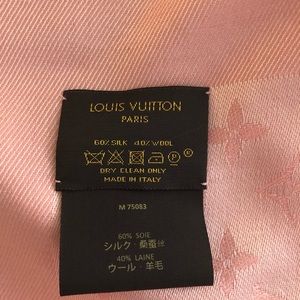 LOUIS VUITTON
PARIS
60% SILK 40% WOOL
DRY CLEAN ONLY
MADE IN ITALY
M 75083
60% SOIE
シルク・桑蚕丝
40% LAINE
ウール・羊毛